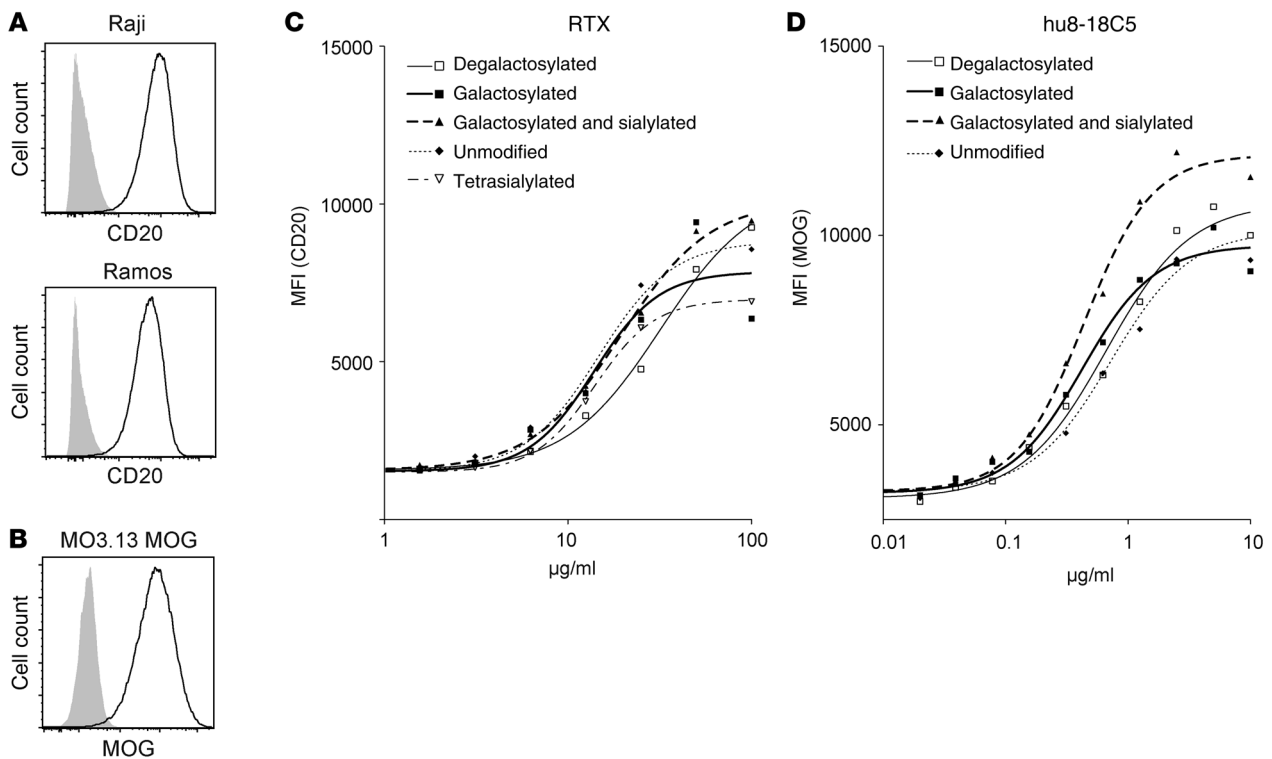 A
Raji
Cell count
CD20
Ramos
Cell count
CD20
B
MO3.13 MOG
Cell count
MOG
C
RTX
15000
10000
5000
MFI (CD20)
Degalactosylated
Galactosylated
Galactosylated and sialylated
Unmodified
Tetrasialylated
1
10
100
µg/ml
D
hu8-18C5
15000
10000
5000
MFI (MOG)
Degalactosylated
Galactosylated
Galactosylated and sialylated
Unmodified
0.01
0.1
1
10
µg/ml